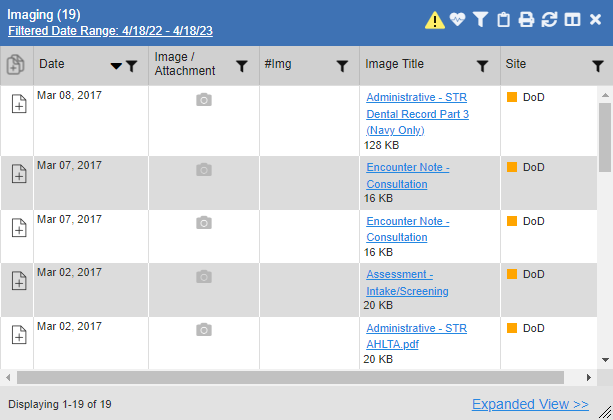 Imaging (19)
Filtered Date Range: 4/18/22 - 4/18/23
Date
Image /
Attachment
#Img
Image Title
Site
Mar 08, 2017
Administrative - STR
Dental Record Part 3
(Navy Only)
128 KB
DoD
Mar 07, 2017
Encounter Note -
Consultation
16 KB
DoD
Mar 07, 2017
Encounter Note -
Consultation
16 KB
DoD
Mar 02, 2017
Assessment -
Intake/Screening
20 KB
DoD
Mar 02, 2017
Administrative - STR
AHLTA.pdf
20 KB
DoD
Displaying 1-19 of 19
Expanded View >>